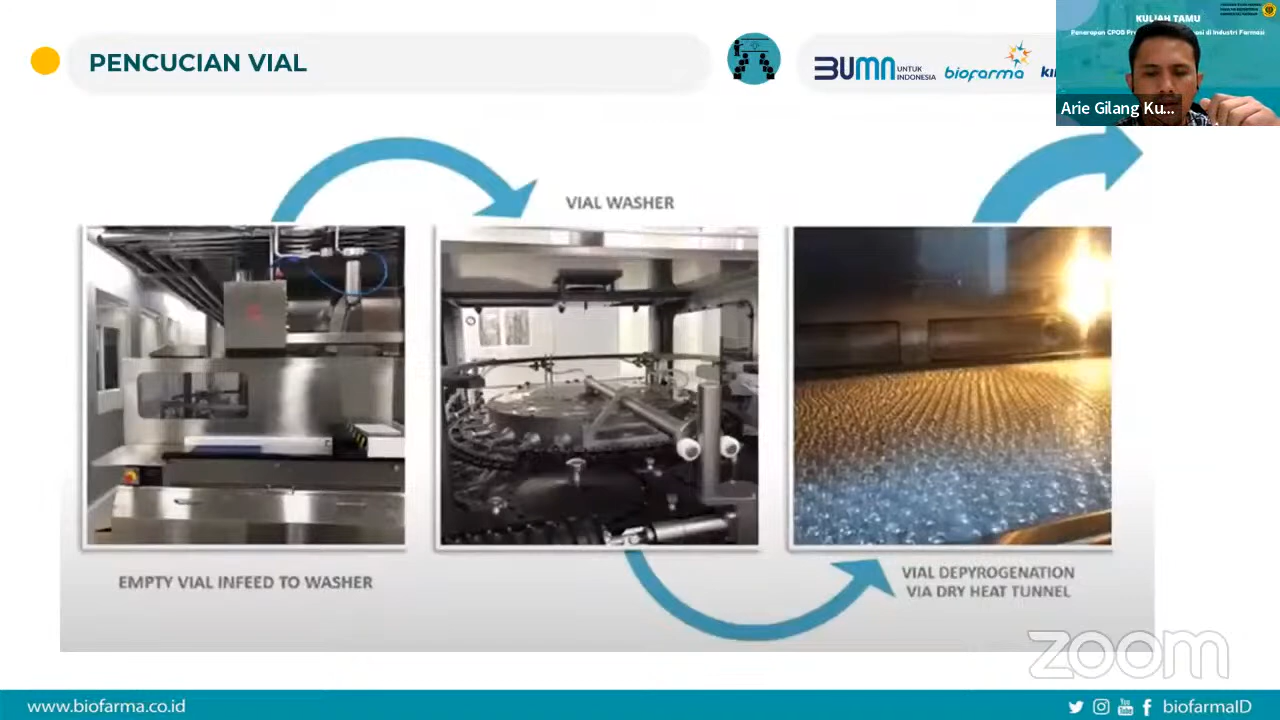 PENCUCIAN VIAL
BUMN
UNTUK
INDONESIA
biofarma
KULIAH TAMU
Arie Gilang Ku...
VIAL WASHER
EMPTY VIAL INFEED TO WASHER
VIAL DEPYROGENATION
VIA DRY HEAT TUNNEL
zoom
www.biofarma.co.id
biofarmaID